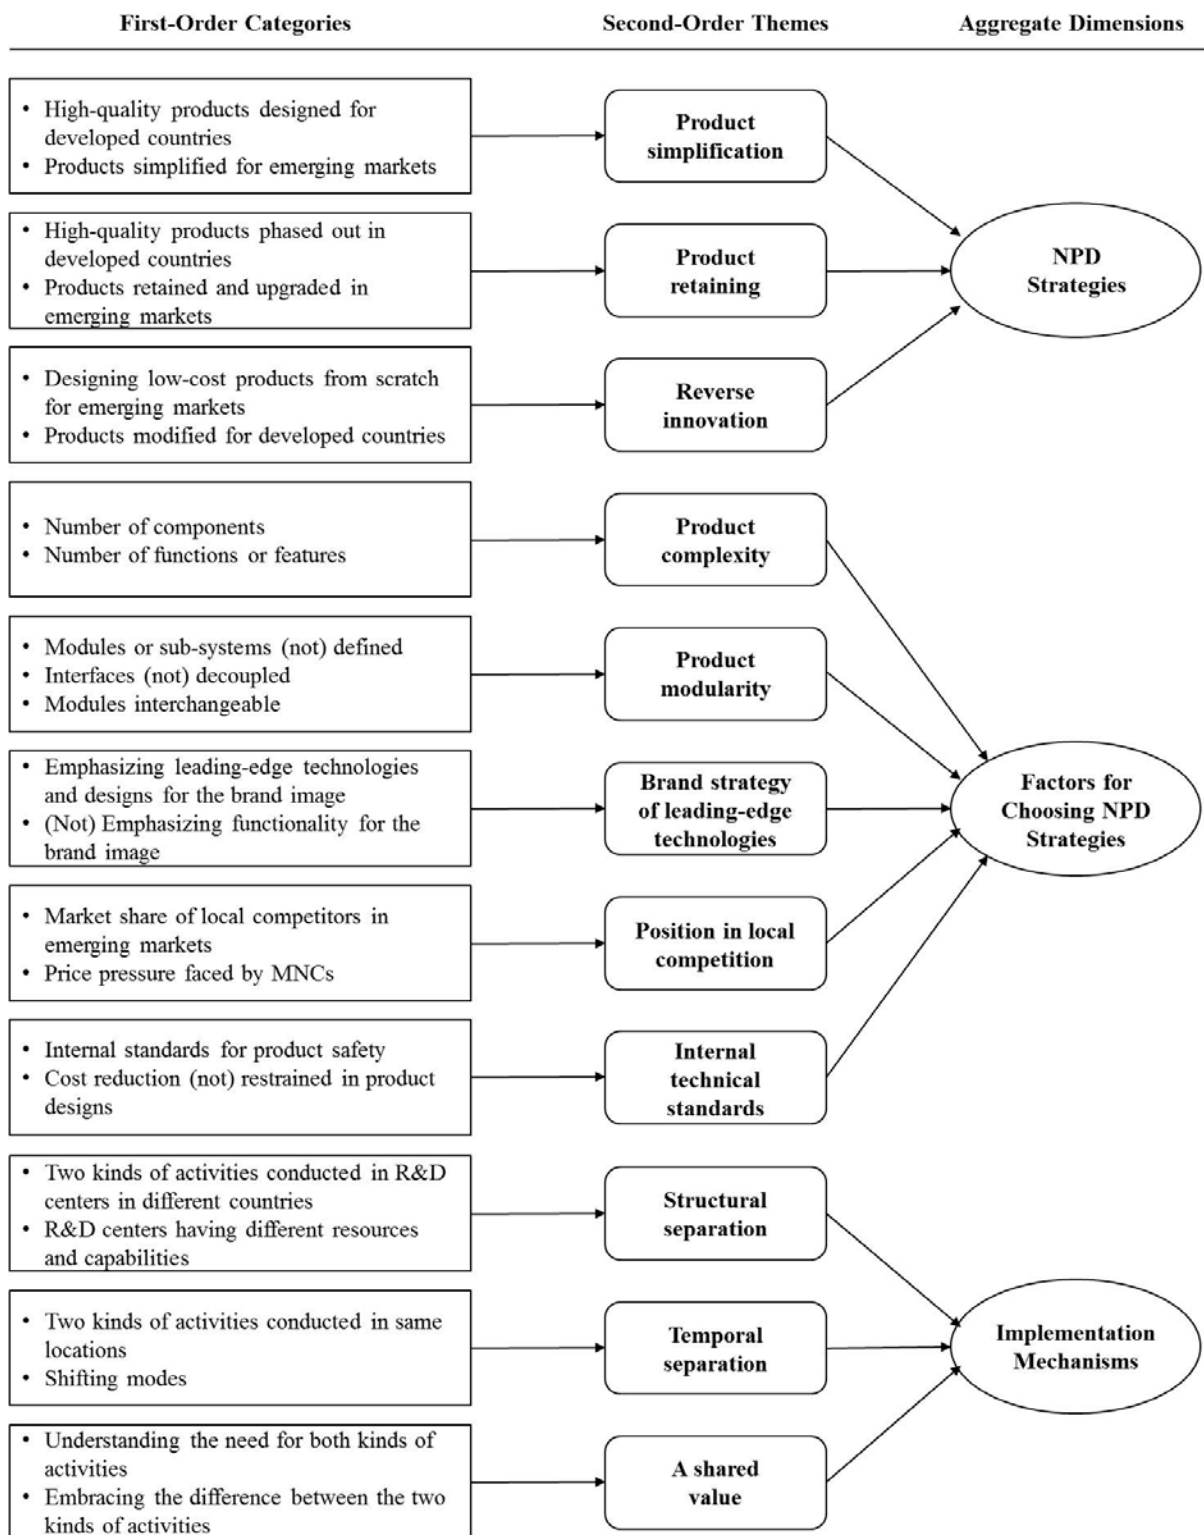 First-Order Categories
Second-Order Themes
Aggregate Dimensions
• High-quality products designed for
developed countries
• Products simplified for emerging markets
Product
simplification
• High-quality products phased out in
developed countries
• Products retained and upgraded in
emerging markets
Product
retaining
NPD
Strategies
• Designing low-cost products from scratch
for emerging markets
• Products modified for developed countries
Reverse
innovation
• Number of components
• Number of functions or features
Product
complexity
• Modules or sub-systems (not) defined
• Interfaces (not) decoupled
• Modules interchangeable
Product
modularity
• Emphasizing leading-edge technologies
and designs for the brand image
• (Not) Emphasizing functionality for the
brand image
Brand strategy
of leading-edge
technologies
Factors for
Choosing NPD
Strategies
• Market share of local competitors in
emerging markets
• Price pressure faced by MNCs
Position in local
competition
• Internal standards for product safety
• Cost reduction (not) restrained in product
designs
Internal
technical
standards
• Two kinds of activities conducted in R&D
centers in different countries
• R&D centers having different resources
and capabilities
Structural
separation
• Two kinds of activities conducted in same
locations
• Shifting modes
Temporal
separation
Implementation
Mechanisms
• Understanding the need for both kinds of
activities
• Embracing the difference between the two
kinds of activities
A shared
value